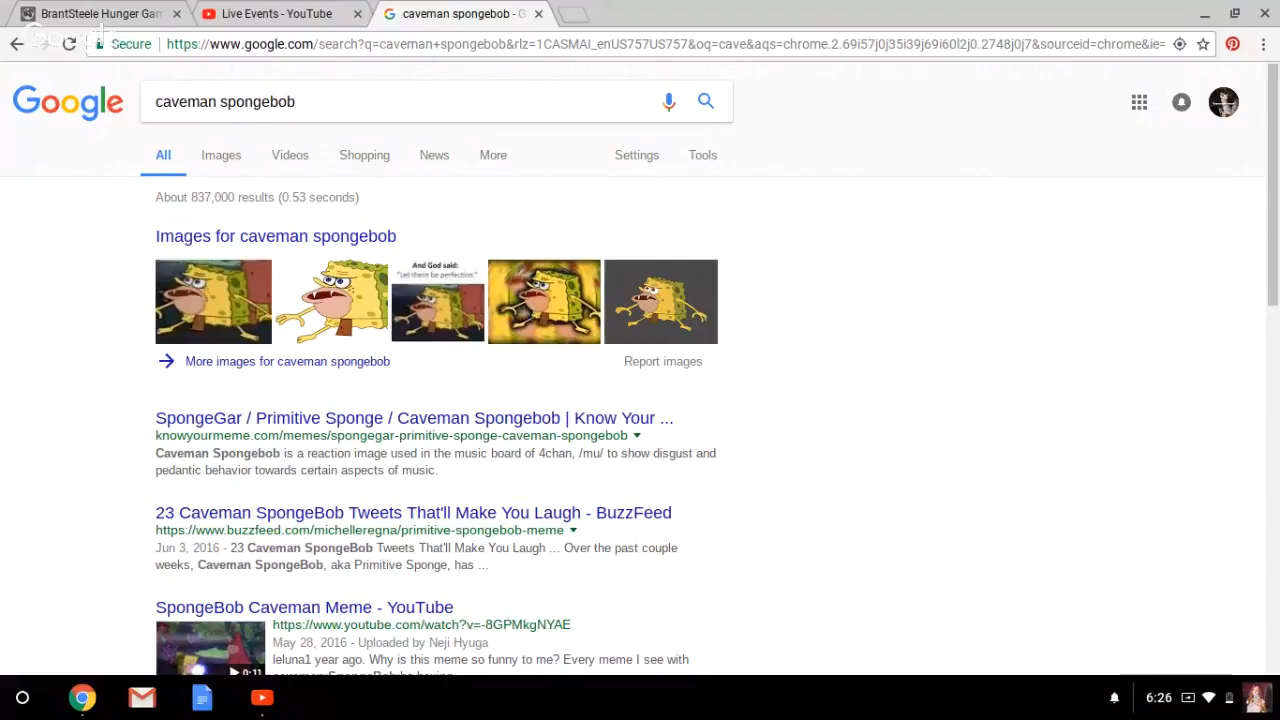 BrantSteele Hunger Gam
Live Events - YouTube
caveman spongebob - G
Secure
https://www.google.com/search?q=caveman+spongebob&rlz=1CASMAI_enUS757US757&oq=cave&aqs=chrome.2.69i57j0j35i39j69i60l2j0.2748j0j7&sourceid=chrome&ie=
Google
caveman spongebob
All Images Videos Shopping News More Settings Tools
About 837,000 results (0.53 seconds)
Images for caveman spongebob
And God said:
"Let there be perfection."
More images for caveman spongebob
Report images
SpongeGar / Primitive Sponge / Caveman Spongebob | Know Your ...
knowyourmeme.com/memes/spongegar-primitive-sponge-caveman-spongebob
Caveman Spongebob is a reaction image used in the music board of 4chan, /mu/ to show disgust and
pedantic behavior towards certain aspects of music.
23 Caveman SpongeBob Tweets That'll Make You Laugh - BuzzFeed
https://www.buzzfeed.com/michelleregna/primitive-spongebob-meme
Jun 3, 2016 - 23 Caveman SpongeBob Tweets That'll Make You Laugh ... Over the past couple
weeks, Caveman SpongeBob, aka Primitive Sponge, has ...
SpongeBob Caveman Meme - YouTube
https://www.youtube.com/watch?v=-8GPMkgNYAE
May 28, 2016 - Uploaded by Neji Hyuga
leluna1 year ago. Why is this meme so funny to me? Every meme I see with
0:11
6:26